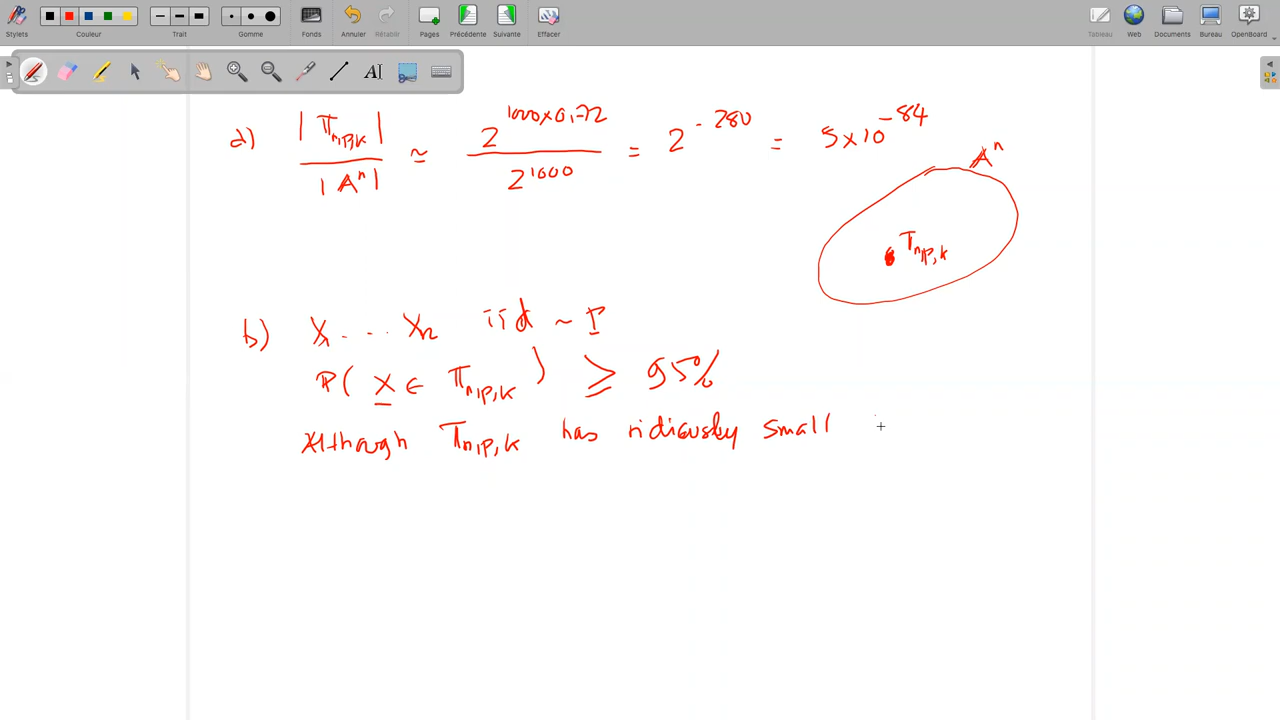 Stylets Couleur Trait Gomme Fonds Annuler Rétablir Pages Précédente Suivante Effacer Tableau Web Documents Bureau OpenBoard
a) |T_{n,P,K}| / |A^n| ≃ 2^{1000×0,72} / 2^{1000} = 2^{-280} = 5×10^{-84}
A^n
T_{n,P,K}
b) X_1 ... X_n iid ~ P
P( X ∈ T_{n,P,K} ) ≥ 95%
Although T_{n,P,K} has ridicusly small